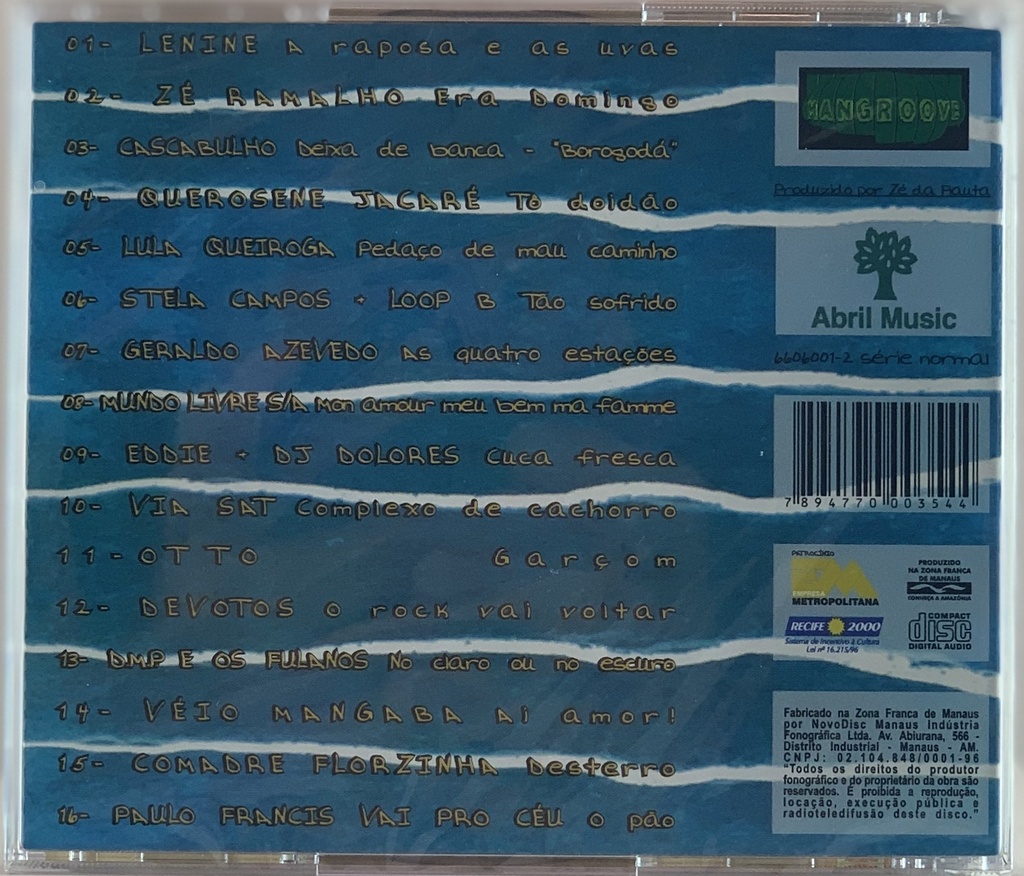 01- LENINE A raposa e as uvas
02- ZÉ RAMALHO Era Domingo
03- CASCABULHO Deixa de banca - "Borogodá"
04- QUEROSENE JACARÉ Tô doidão
05- LULA QUEIROGA Pedaço de mau caminho
06- STELA CAMPOS + LOOP B Tão sofrido
07- GERALDO AZEVEDO As quatro estações
08- MUNDO LIVRE S/A Mon amour meu bem ma famme
09- EDDIE + DJ DOLORES Cuca fresca
10- VIA SAT Complexo de cachorro
11- OTTO Garçom
12- DEVOTOS O rock vai voltar
13- D.M.P E OS FULANOS No claro ou no escuro
14- VÉIO MANGABA Ai amor!
15- COMADRE FLORZINHA Desterro
16- PAULO FRANCIS VAI PRO CÉU O pão
MANGROOVE
Produzido por Zé da Flauta
Abril Music
6606001-2 série normal
7 894770 003544
PATROCÍNIO
EMPRESA
METROPOLITANA
PRODUZIDO
NA ZONA FRANCA
DE MANAUS
CONHEÇA A AMAZÔNIA
RECIFE 2000
Sistema de Incentivo à Cultura
Lei nº 16.215/96
COMPACT
disc
DIGITAL AUDIO
Fabricado na Zona Franca de Manaus
por NovoDisc Manaus Indústria
Fonográfica Ltda. Av. Abiurana, 566 -
Distrito Industrial - Manaus - AM.
CNPJ: 02.104.848/0001-96
"Todos os direitos do produtor
fonográfico e do proprietário da obra são
reservados. É proibida a reprodução,
locação, execução pública e
radioteledifusão deste disco."